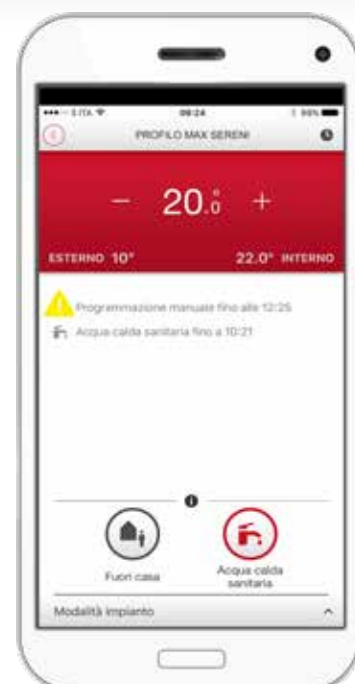 09:24
PROFILO MAX SERENI
− 20.0° +
ESTERNO 10° 22.0° INTERNO
Programmazione manuale fino alle 12:25
Acqua calda sanitaria fino a 10:21
Fuori casa
Acqua calda
sanitaria
Modalità impianto